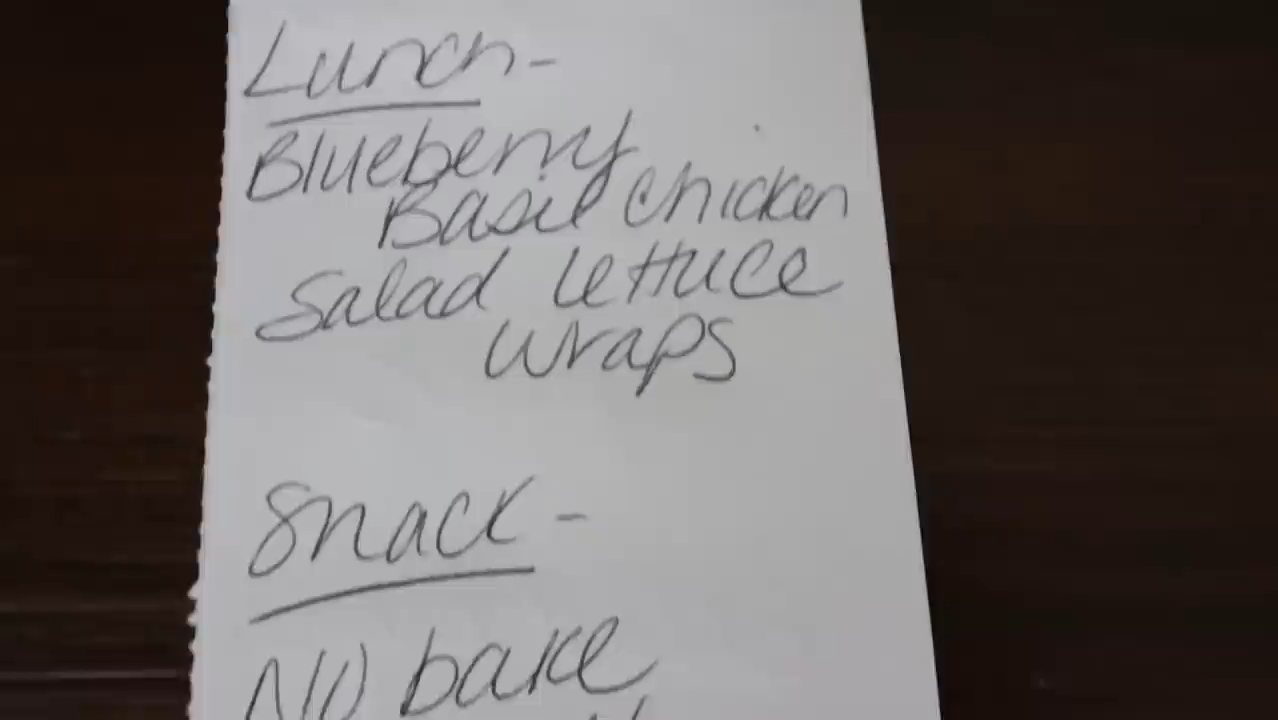 Lunch-
Blueberry
Basil Chicken
Salad Lettuce
wraps
Snack-
No bake